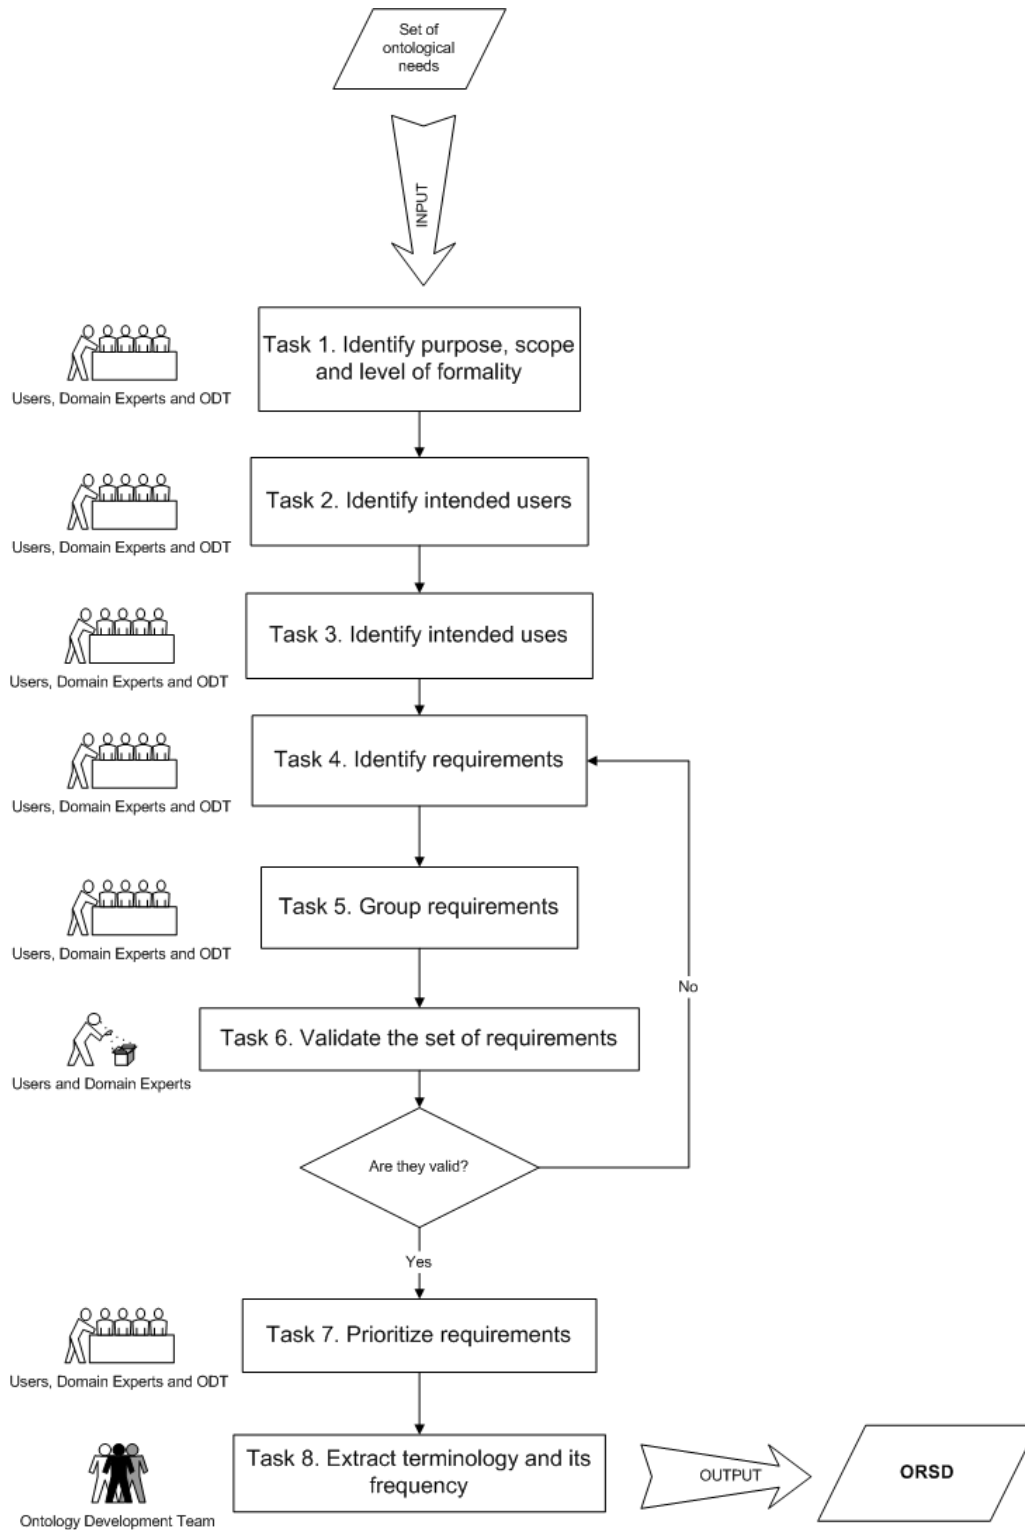 Set of
ontological
needs
INPUT
Task 1. Identify purpose, scope
and level of formality
Users, Domain Experts and ODT
Task 2. Identify intended users
Users, Domain Experts and ODT
Task 3. Identify intended uses
Users, Domain Experts and ODT
Task 4. Identify requirements
Users, Domain Experts and ODT
Task 5. Group requirements
Users, Domain Experts and ODT
No
Task 6. Validate the set of requirements
Users and Domain Experts
Are they valid?
Yes
Task 7. Prioritize requirements
Users, Domain Experts and ODT
Task 8. Extract terminology and its
frequency
Ontology Development Team
OUTPUT
ORSD